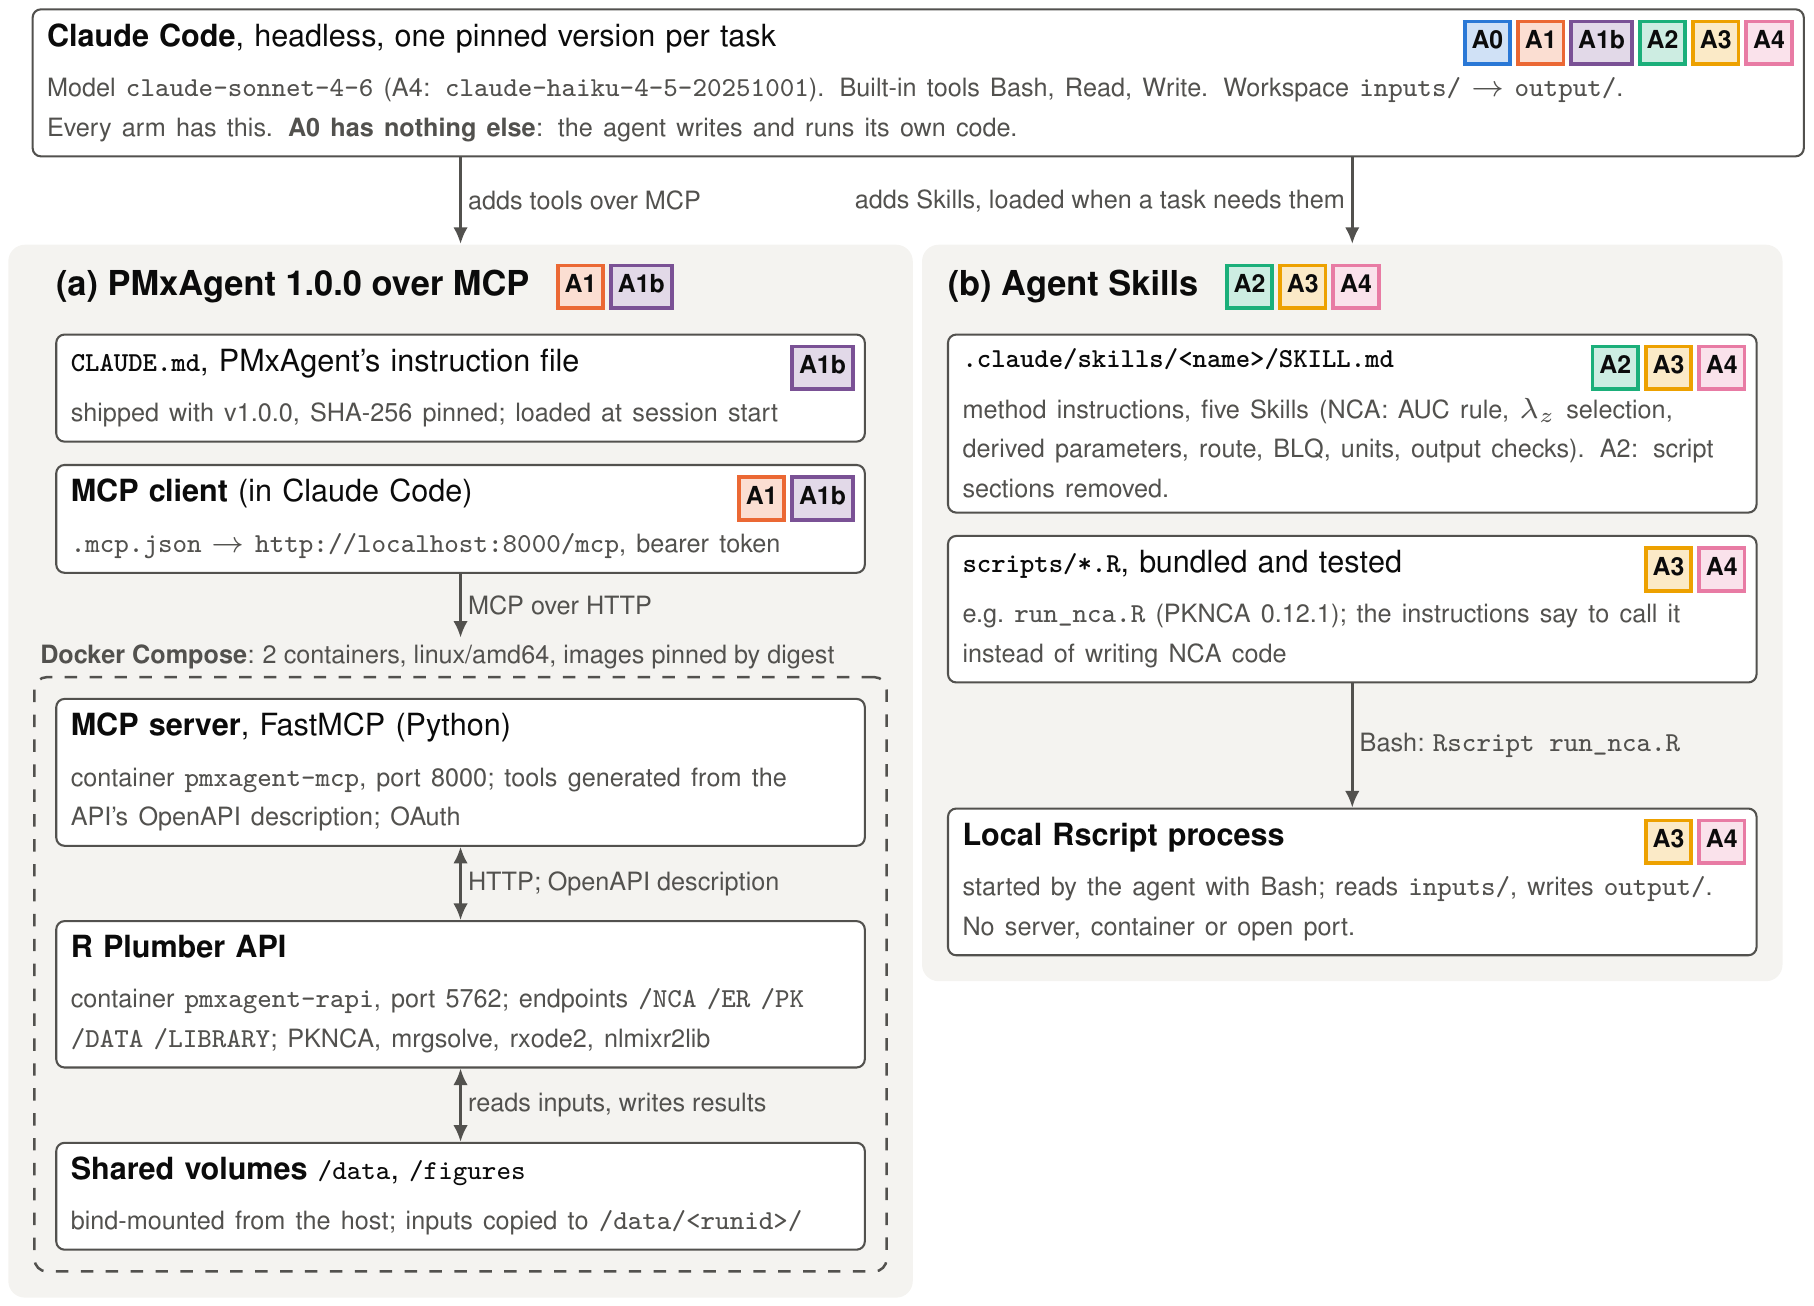 Claude Code, headless, one pinned version per task
A0 A1 A1b A2 A3 A4
Model claude-sonnet-4-6 (A4: claude-haiku-4-5-20251001). Built-in tools Bash, Read, Write. Workspace inputs/ → output/.
Every arm has this. A0 has nothing else: the agent writes and runs its own code.
adds tools over MCP
adds Skills, loaded when a task needs them
(a) PMxAgent 1.0.0 over MCP A1 A1b
CLAUDE.md, PMxAgent's instruction file A1b
shipped with v1.0.0, SHA-256 pinned; loaded at session start
MCP client (in Claude Code) A1 A1b
.mcp.json → http://localhost:8000/mcp, bearer token
MCP over HTTP
Docker Compose: 2 containers, linux/amd64, images pinned by digest
MCP server, FastMCP (Python)
container pmxagent-mcp, port 8000; tools generated from the
API's OpenAPI description; OAuth
HTTP; OpenAPI description
R Plumber API
container pmxagent-rapi, port 5762; endpoints /NCA /ER /PK
/DATA /LIBRARY; PKNCA, mrgsolve, rxode2, nlmixr2lib
reads inputs, writes results
Shared volumes /data, /figures
bind-mounted from the host; inputs copied to /data/<runid>/
(b) Agent Skills A2 A3 A4
.claude/skills/<name>/SKILL.md A2 A3 A4
method instructions, five Skills (NCA: AUC rule, λz selection,
derived parameters, route, BLQ, units, output checks). A2: script
sections removed.
scripts/*.R, bundled and tested A3 A4
e.g. run_nca.R (PKNCA 0.12.1); the instructions say to call it
instead of writing NCA code
Bash: Rscript run_nca.R
Local Rscript process A3 A4
started by the agent with Bash; reads inputs/, writes output/.
No server, container or open port.